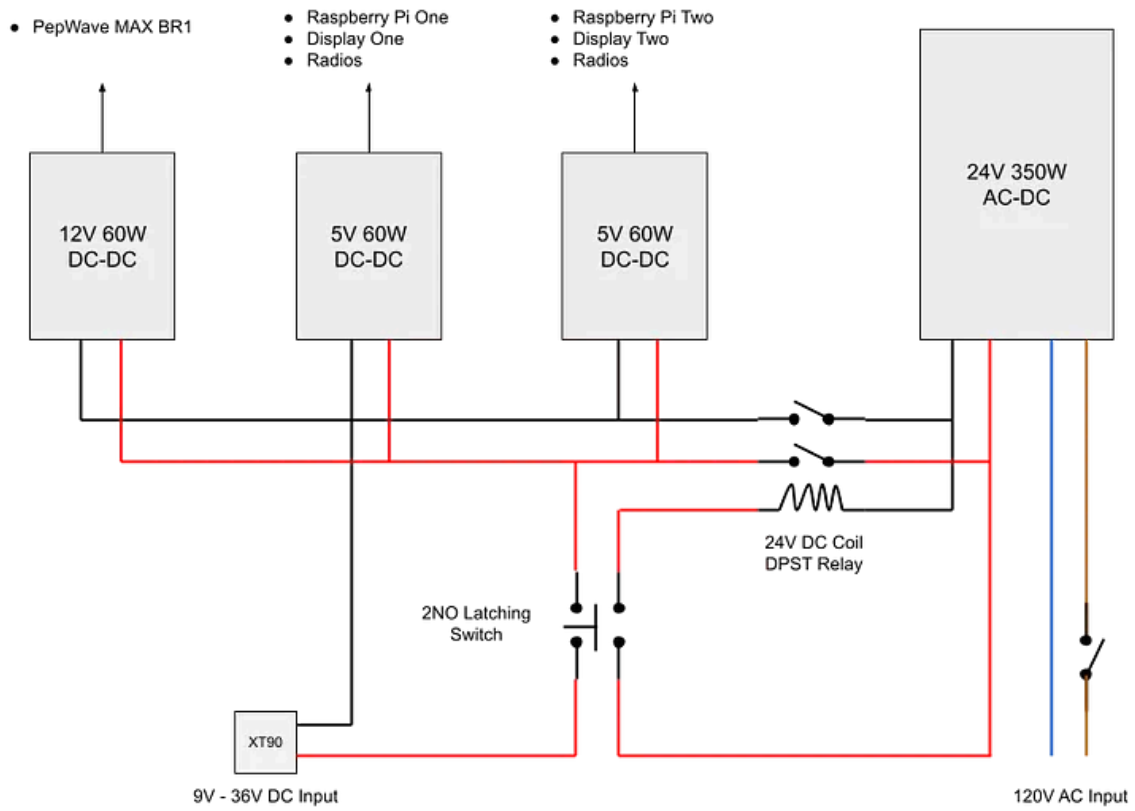 PepWave MAX BR1
Raspberry Pi One
Display One
Radios
Raspberry Pi Two
Display Two
Radios
12V 60W
DC-DC
5V 60W
DC-DC
5V 60W
DC-DC
24V 350W
AC-DC
24V DC Coil
DPST Relay
2NO Latching
Switch
XT90
9V - 36V DC Input
120V AC Input